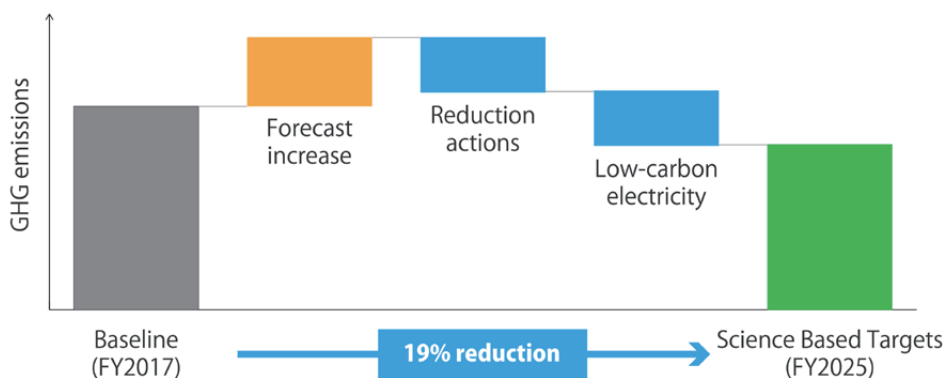 GHG emissions
Forecast
increase
Reduction
actions
Low-carbon
electricity
Baseline
(FY2017)
19% reduction
Science Based Targets
(FY2025)